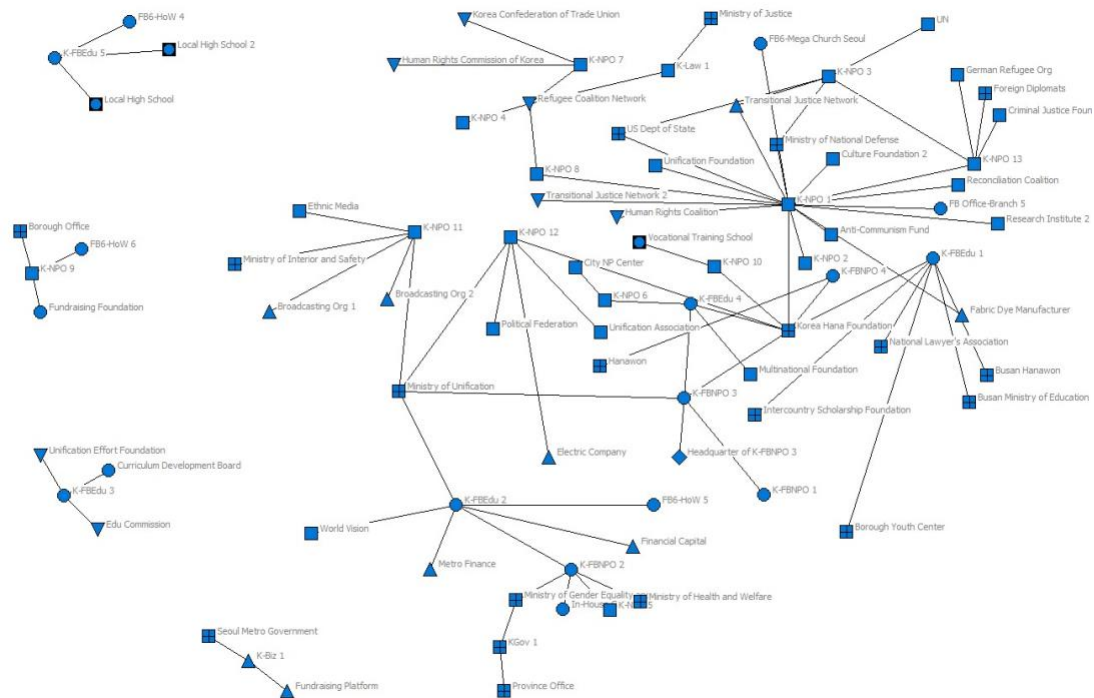 FB6-HoW 4
Korea Confederation of Trade Union
Ministry of Justice
UN
FB6-Mega Church Seoul
Local High School 2
K-FBEdu 5
K-NPO 7
Human Rights Commission of Korea
K-Law 1
K-NPO 3
German Refugee Org
Foreign Diplomats
Local High School
Refugee Coalition Network
Transitional Justice Network
Criminal Justice Foun
K-NPO 4
US Dept of State
Ministry of National Defense
Culture Foundation 2
Unification Foundation
K-NPO 13
K-NPO 8
Reconciliation Coalition
Transitional Justice Network 2
K-NPO 1
FB Office-Branch 5
Ethnic Media
Human Rights Coalition
Research Institute 2
Borough Office
K-NPO 11
K-NPO 12
Anti-Communism Fund
FB6-HoW 6
Vocational Training School
K-FBEdu 1
Ministry of Interior and Safety
City NP Center
K-NPO 10
K-NPO 2
K-NPO 9
K-FBNPO 4
Broadcasting Org 2
K-NPO 6
K-FBEdu 4
Fundraising Foundation
Broadcasting Org 1
Fabric Dye Manufacturer
Political Federation
Unification Association
Korea Hana Foundation
National Lawyer's Association
Hanawon
Multinational Foundation
Busan Hanawon
Ministry of Unification
K-FBNPO 3
Busan Ministry of Education
Intercountry Scholarship Foundation
Unification Effort Foundation
Electric Company
Headquarter of K-FBNPO 3
Curriculum Development Board
K-FBEdu 3
K-FBNPO 1
K-FBEdu 2
FB6-HoW 5
Edu Commission
World Vision
Borough Youth Center
Financial Capital
Metro Finance
K-FBNPO 2
Ministry of Gender Equality
Ministry of Health and Welfare
In-House
Seoul Metro Government
KGov 1
K-Biz 1
Fundraising Platform
Province Office